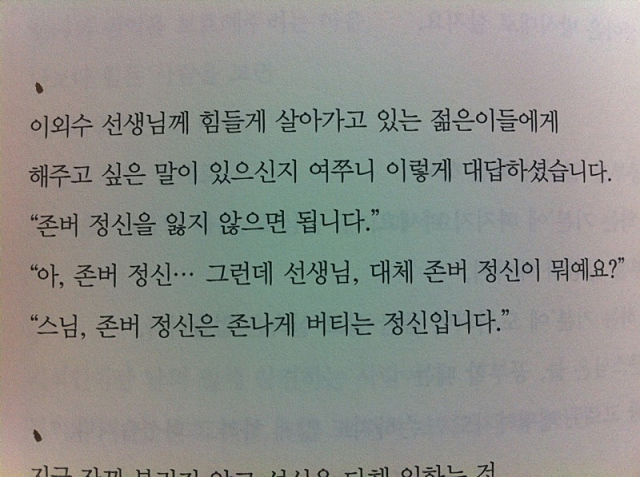 이외수 선생님께 힘들게 살아가고 있는 젊은이들에게
해주고 싶은 말이 있으신지 여쭈니 이렇게 대답하셨습니다.
“존버 정신을 잃지 않으면 됩니다.”
“아, 존버 정신… 그런데 선생님, 대체 존버 정신이 뭐예요?”
“스님, 존버 정신은 존나게 버티는 정신입니다.”